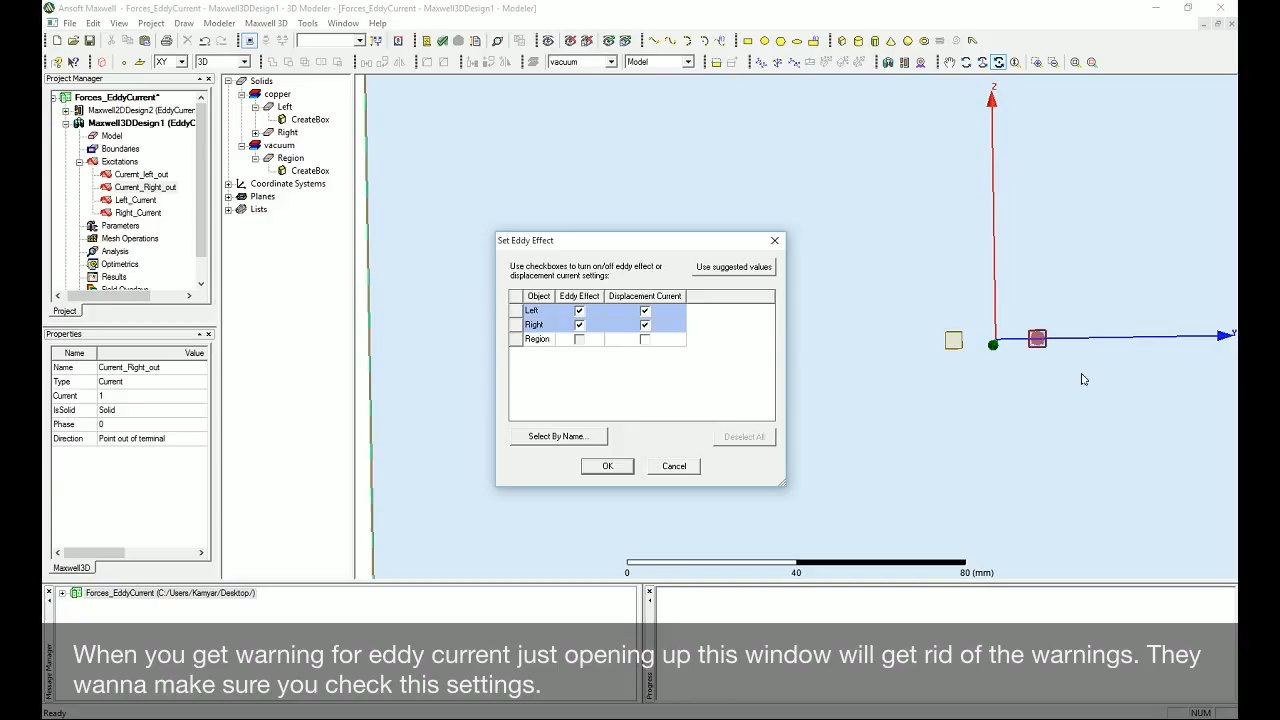 Ansoft Maxwell - Forces_EddyCurrent - Maxwell3DDesign1 - 3D Modeler - [Forces_EddyCurrent - Maxwell3DDesign1 - Modeler]
File Edit View Project Draw Modeler Maxwell 3D Tools Window Help
XY 3D vacuum Model
Project Manager
Forces_EddyCurrent*
Maxwell2DDesign2 (EddyCurren
Maxwell3DDesign1 (EddyC
Model
Boundaries
Excitations
Current_Right_out
Left_Current
Right_Current
Parameters
Mesh Operations
Analysis
Optimetrics
Results
Field Overlays
Project
Solids
copper
Left
CreateBox
Right
vacuum
Region
CreateBox
Coordinate Systems
Planes
Lists
Properties
Name Value
Name Current_Right_out
Type Current
Current 1
IsSolid Solid
Phase 0
Direction Point out of terminal
Maxwell3D
Z
Y
0 40 80 (mm)
Set Eddy Effect
Use checkboxes to turn on/off eddy effect or
displacement current settings:
Use suggested values
Object Eddy Effect Displacement Current
Left
Right
Region
Select By Name...
Deselect All
OK Cancel
Forces_EddyCurrent (C:/Users/Kamyar/Desktop/)
Message Manager
Progress
When you get warning for eddy current just opening up this window will get rid of the warnings. They
wanna make sure you check this settings.
Ready NUM